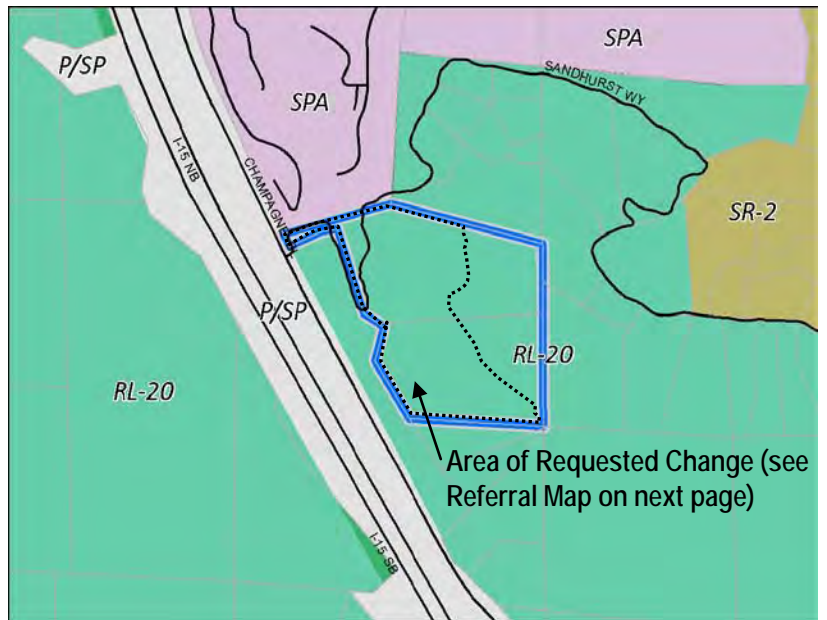 SPA
P/SP
SANDHURST WY
SPA
I-15 NB
CHAMPAGNE
SR-2
P/SP
RL-20
RL-20
Area of Requested Change (see
Referral Map on next page)
I-15 SB